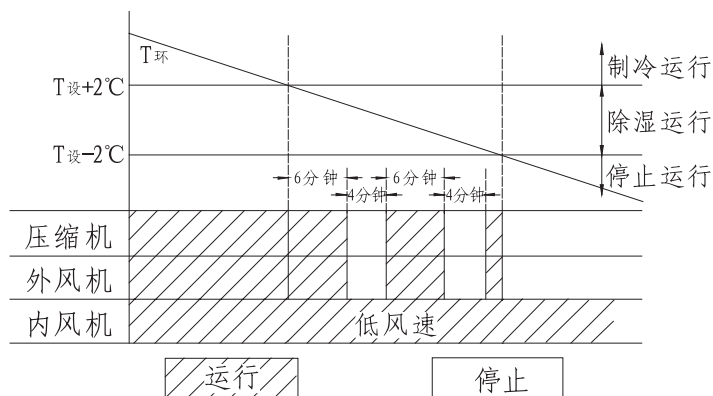 T环
制冷运行
T设+2℃
除湿运行
T设−2℃
停止运行
6分钟
6分钟
4分钟
4分钟
压缩机
外风机
内风机
低风速
运行
停止